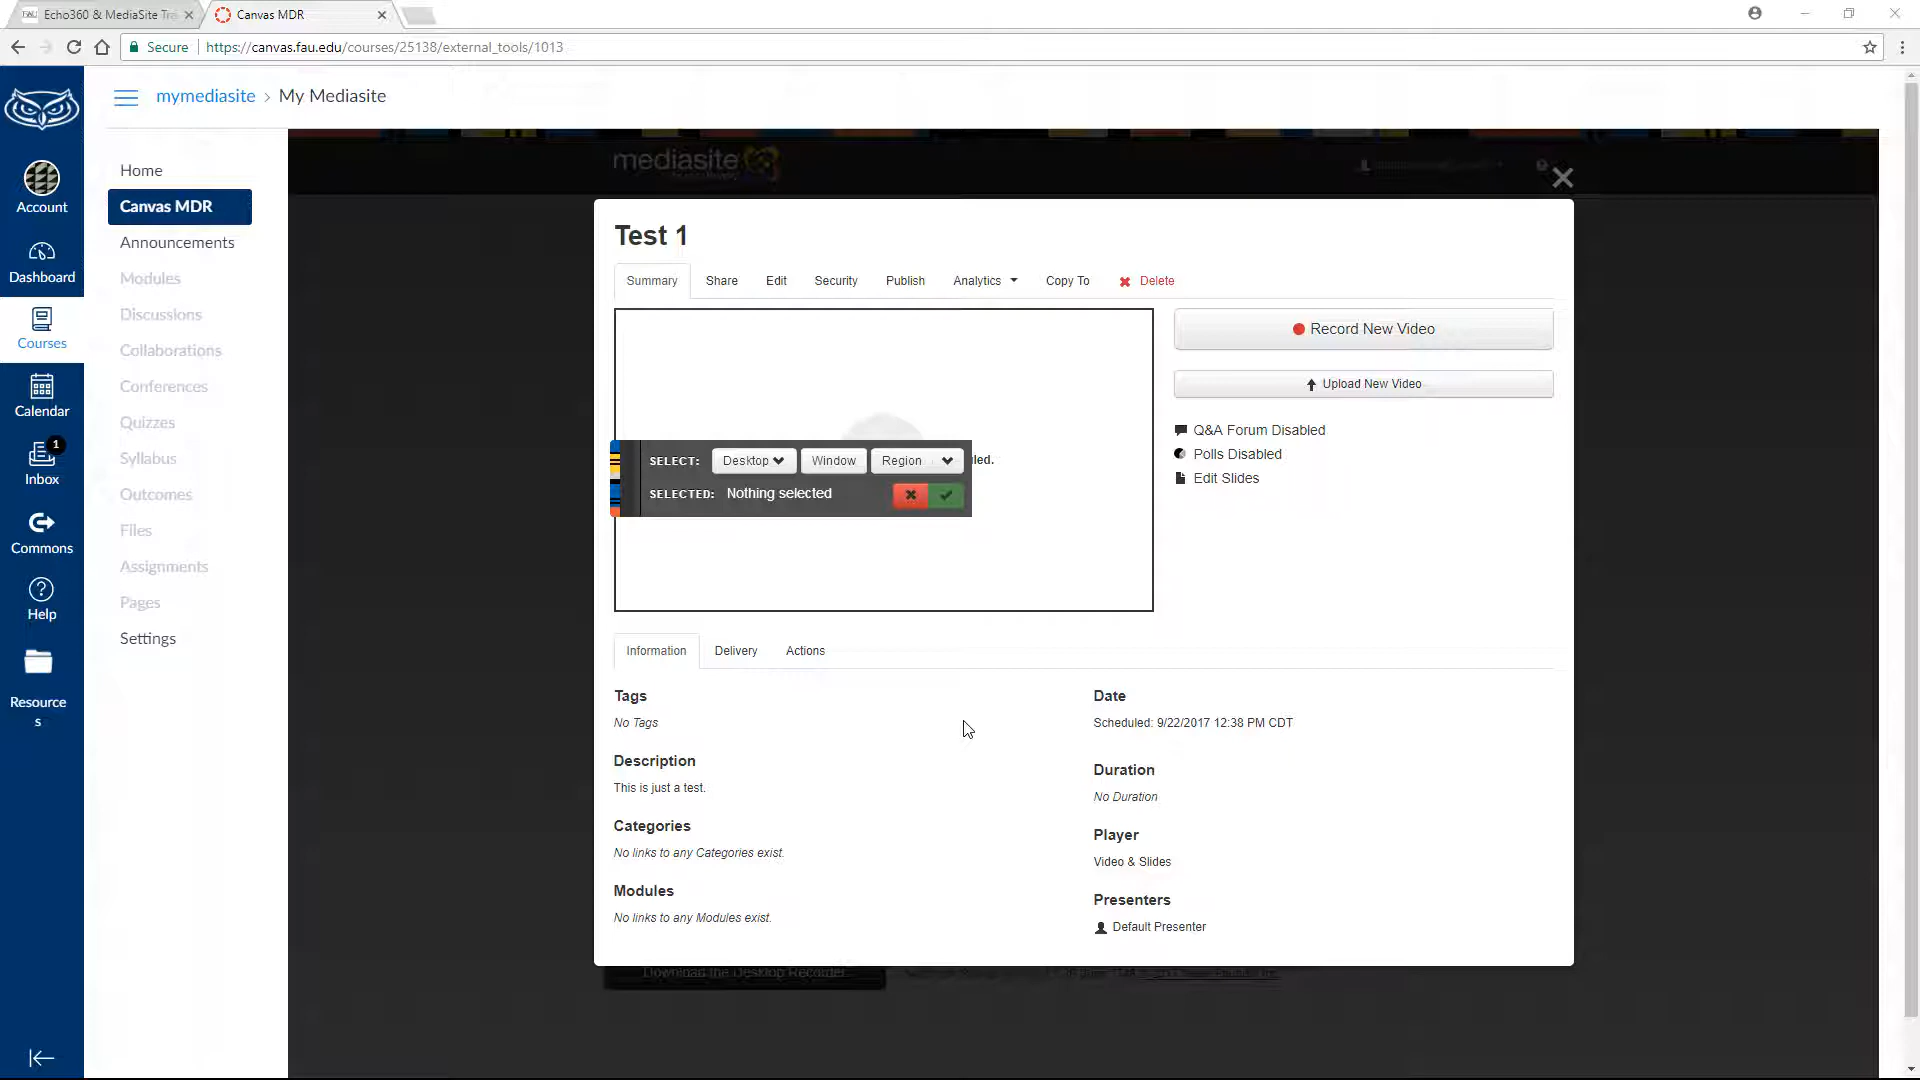 Echo360 & MediaSite Tra
Canvas MDR
Secure
https://canvas.fau.edu/courses/25138/external_tools/1013
mymediasite > My Mediasite
mediasite
Account
Dashboard
Courses
Calendar
1
Inbox
Commons
Help
Resource
s
Home
Canvas MDR
Announcements
Modules
Discussions
Collaborations
Conferences
Quizzes
Syllabus
Outcomes
Files
Assignments
Pages
Settings
Test 1
Summary Share Edit Security Publish Analytics Copy To Delete
Record New Video
Upload New Video
Q&A Forum Disabled
Polls Disabled
Edit Slides
SELECT: Desktop Window Region
led.
SELECTED: Nothing selected
Information Delivery Actions
Tags
No Tags
Description
This is just a test.
Categories
No links to any Categories exist.
Modules
No links to any Modules exist.
Date
Scheduled: 9/22/2017 12:38 PM CDT
Duration
No Duration
Player
Video & Slides
Presenters
Default Presenter
Download the Desktop Recorder